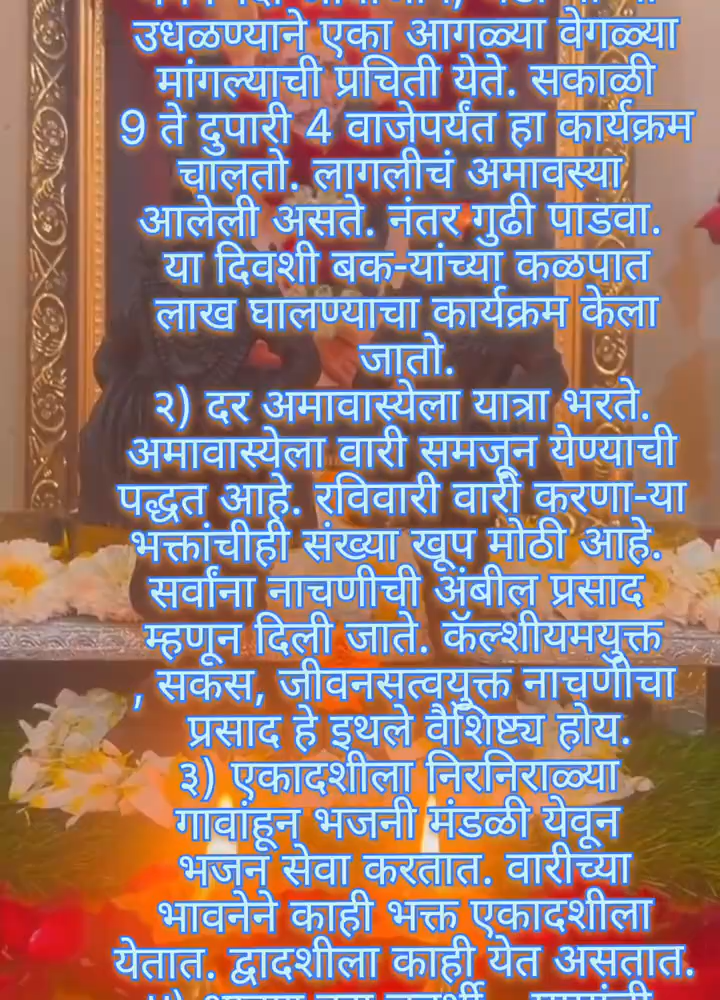 उधळण्याने एका आगळ्या वेगळ्या
मांगल्याची प्रचिती येते. सकाळी
9 ते दुपारी 4 वाजेपर्यंत हा कार्यक्रम
चालतो. लागलीचं अमावस्या
आलेली असते. नंतर गुढी पाडवा.
या दिवशी बक-यांच्या कळपात
लाख घालण्याचा कार्यक्रम केला
जातो.
२) दर अमावास्येला यात्रा भरते.
अमावास्येला वारी समजून येण्याची
पद्धत आहे. रविवारी वारी करणा-या
भक्तांचीही संख्या खूप मोठी आहे.
सर्वांना नाचणीची अंबील प्रसाद
म्हणून दिली जाते. कॅल्शीयमयुक्त
, सकस, जीवनसत्वयुक्त नाचणीचा
प्रसाद हे इथले वैशिष्ट्य होय.
३) एकादशीला निरनिराळ्या
गावांहून भजनी मंडळी येवून
भजन सेवा करतात. वारीच्या
भावनेने काही भक्त एकादशीला
येतात. द्वादशीला काही येत असतात.